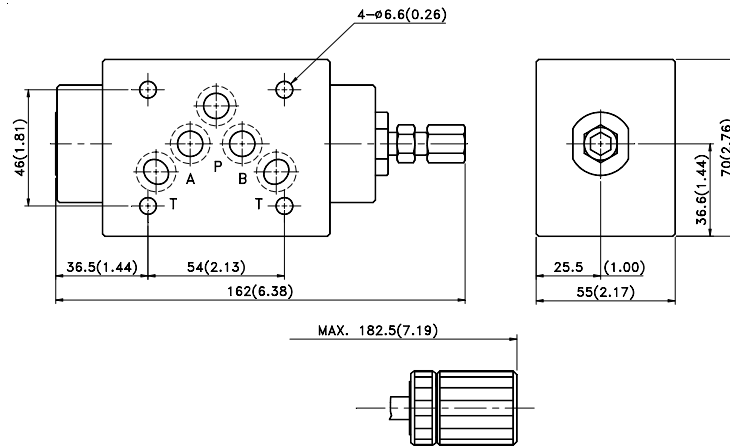 4-ø6.6(0.26)
46(1.81)
A P B
T T
36.5(1.44)
54(2.13)
162(6.38)
70(2.76)
36.6(1.44)
25.5 (1.00)
55(2.17)
MAX. 182.5(7.19)